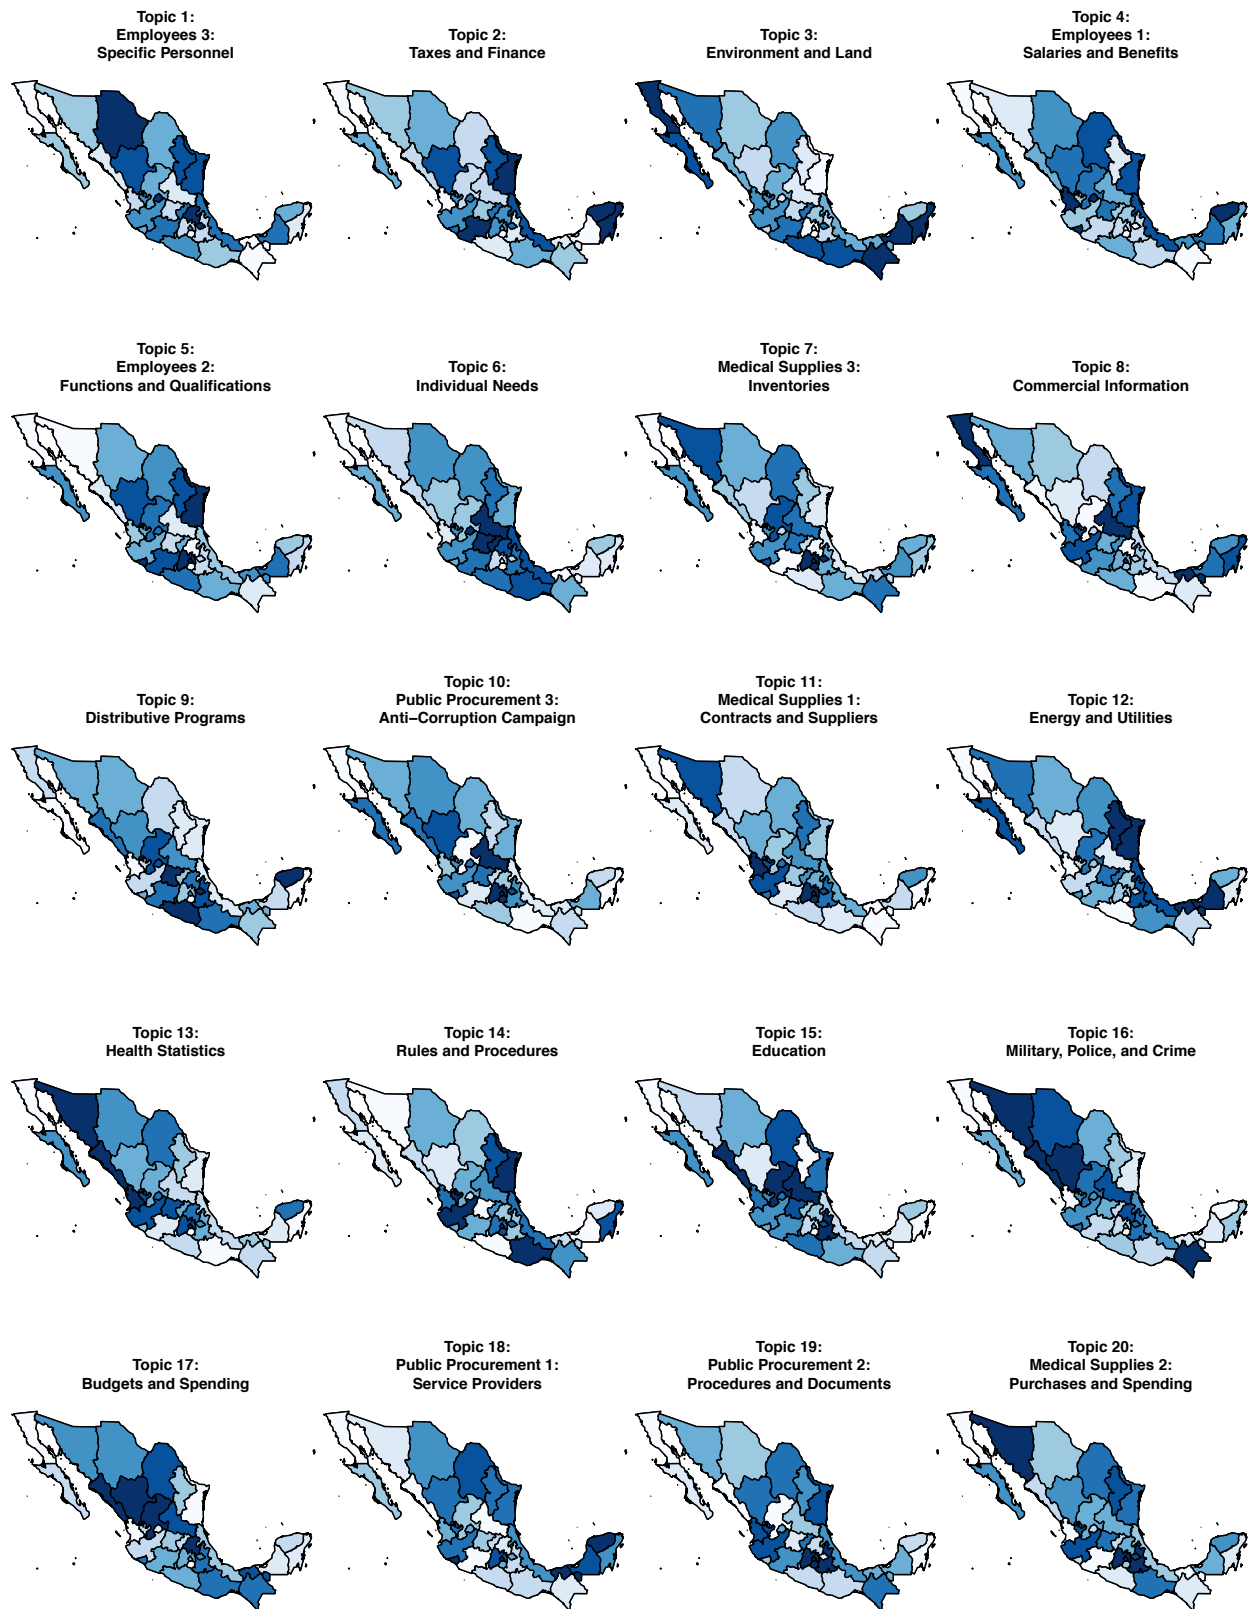 Topic 1:
Employees 3:
Specific Personnel
Topic 2:
Taxes and Finance
Topic 3:
Environment and Land
Topic 4:
Employees 1:
Salaries and Benefits
Topic 5:
Employees 2:
Functions and Qualifications
Topic 6:
Individual Needs
Topic 7:
Medical Supplies 3:
Inventories
Topic 8:
Commercial Information
Topic 9:
Distributive Programs
Topic 10:
Public Procurement 3:
Anti−Corruption Campaign
Topic 11:
Medical Supplies 1:
Contracts and Suppliers
Topic 12:
Energy and Utilities
Topic 13:
Health Statistics
Topic 14:
Rules and Procedures
Topic 15:
Education
Topic 16:
Military, Police, and Crime
Topic 17:
Budgets and Spending
Topic 18:
Public Procurement 1:
Service Providers
Topic 19:
Public Procurement 2:
Procedures and Documents
Topic 20:
Medical Supplies 2:
Purchases and Spending